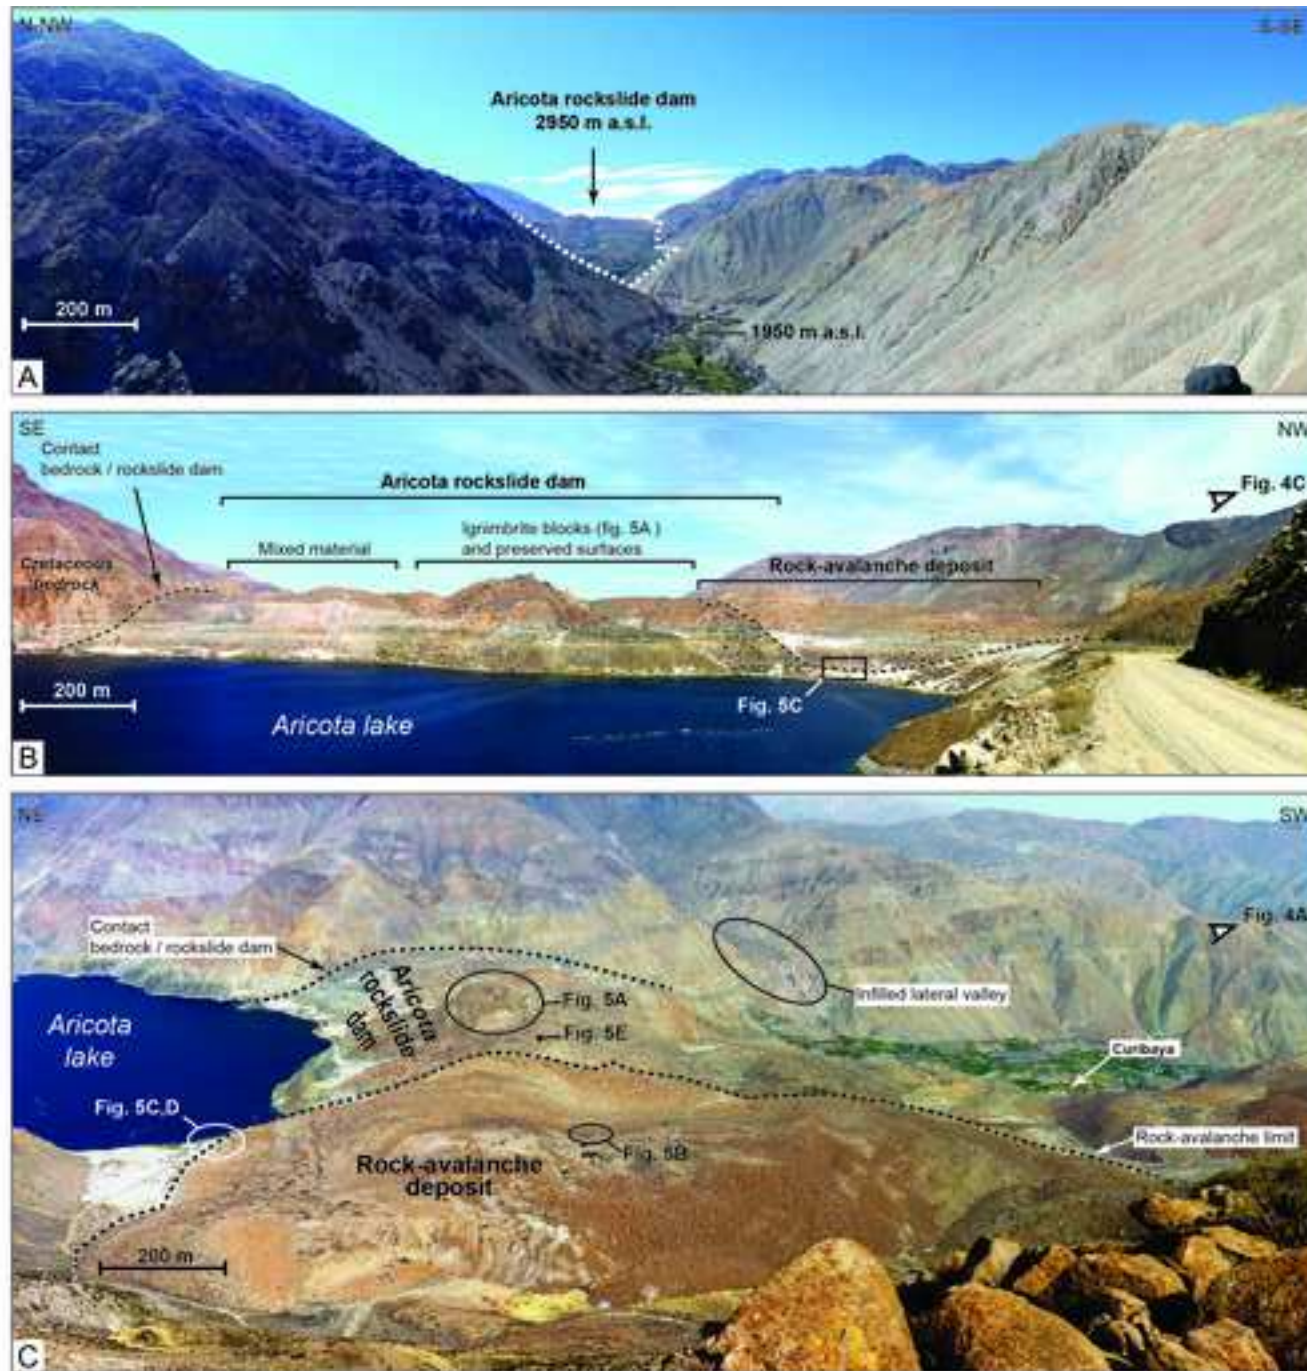 N-NW
S-SE
Aricota rockslide dam
2950 m a.s.l.
200 m
1950 m a.s.l.
A
SE
NW
Contact
bedrock / rockslide dam
Aricota rockslide dam
Fig. 4C
Ignimbrite blocks (fig. 5A )
Mixed material
and preserved surfaces
Cretaceous
bedrock
Rock-avalanche deposit
200 m
Fig. 5C
Aricota lake
B
NE
SW
Contact
bedrock / rockslide dam
Fig. 4A
Aricota
rockslide
dam
Fig. 5A
Infilled lateral valley
Aricota
lake
Fig. 5E
Curibaya
Fig. 5C,D
Rock-avalanche limit
Fig. 5B
Rock-avalanche
deposit
200 m
C